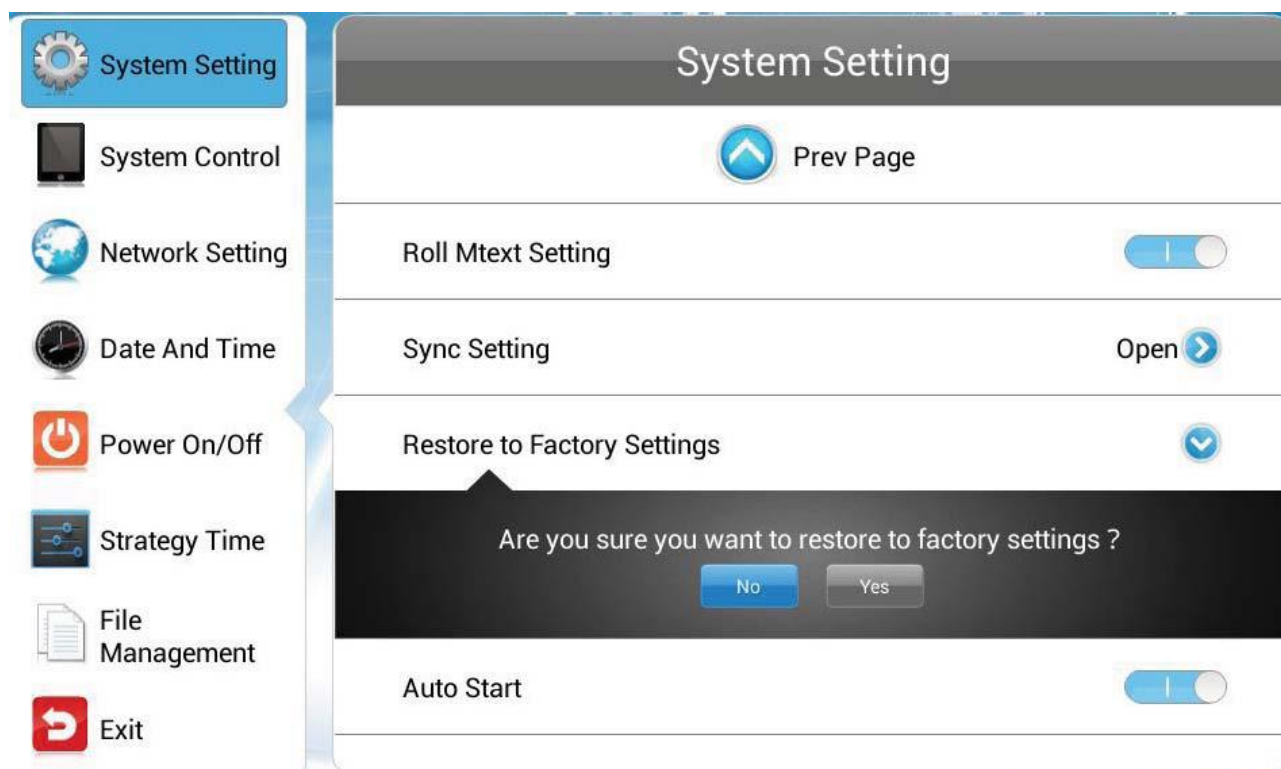 System Setting
System Control
Network Setting
Date And Time
Power On/Off
Strategy Time
File
Management
Exit
System Setting
Prev Page
Roll Mtext Setting
Sync Setting
Open
Restore to Factory Settings
Are you sure you want to restore to factory settings ?
No
Yes
Auto Start